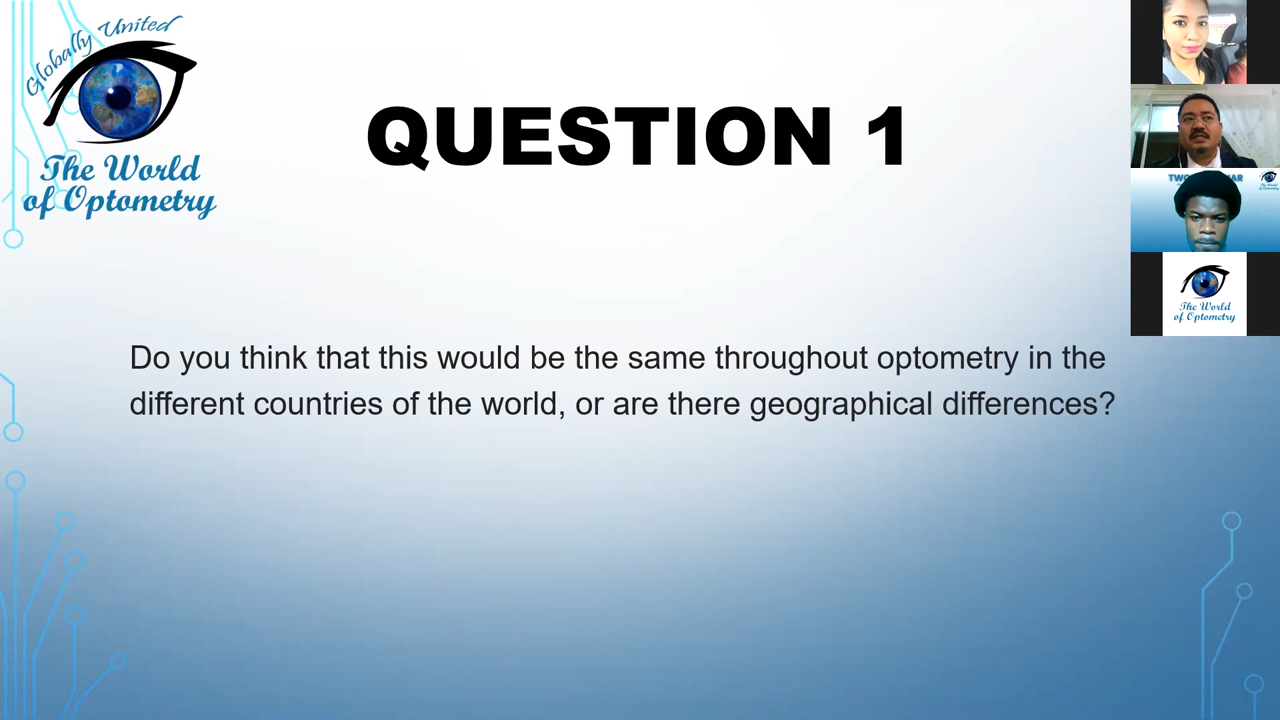 Globally United
The World
of Optometry
QUESTION 1
Do you think that this would be the same throughout optometry in the
different countries of the world, or are there geographical differences?
The World
of Optometry